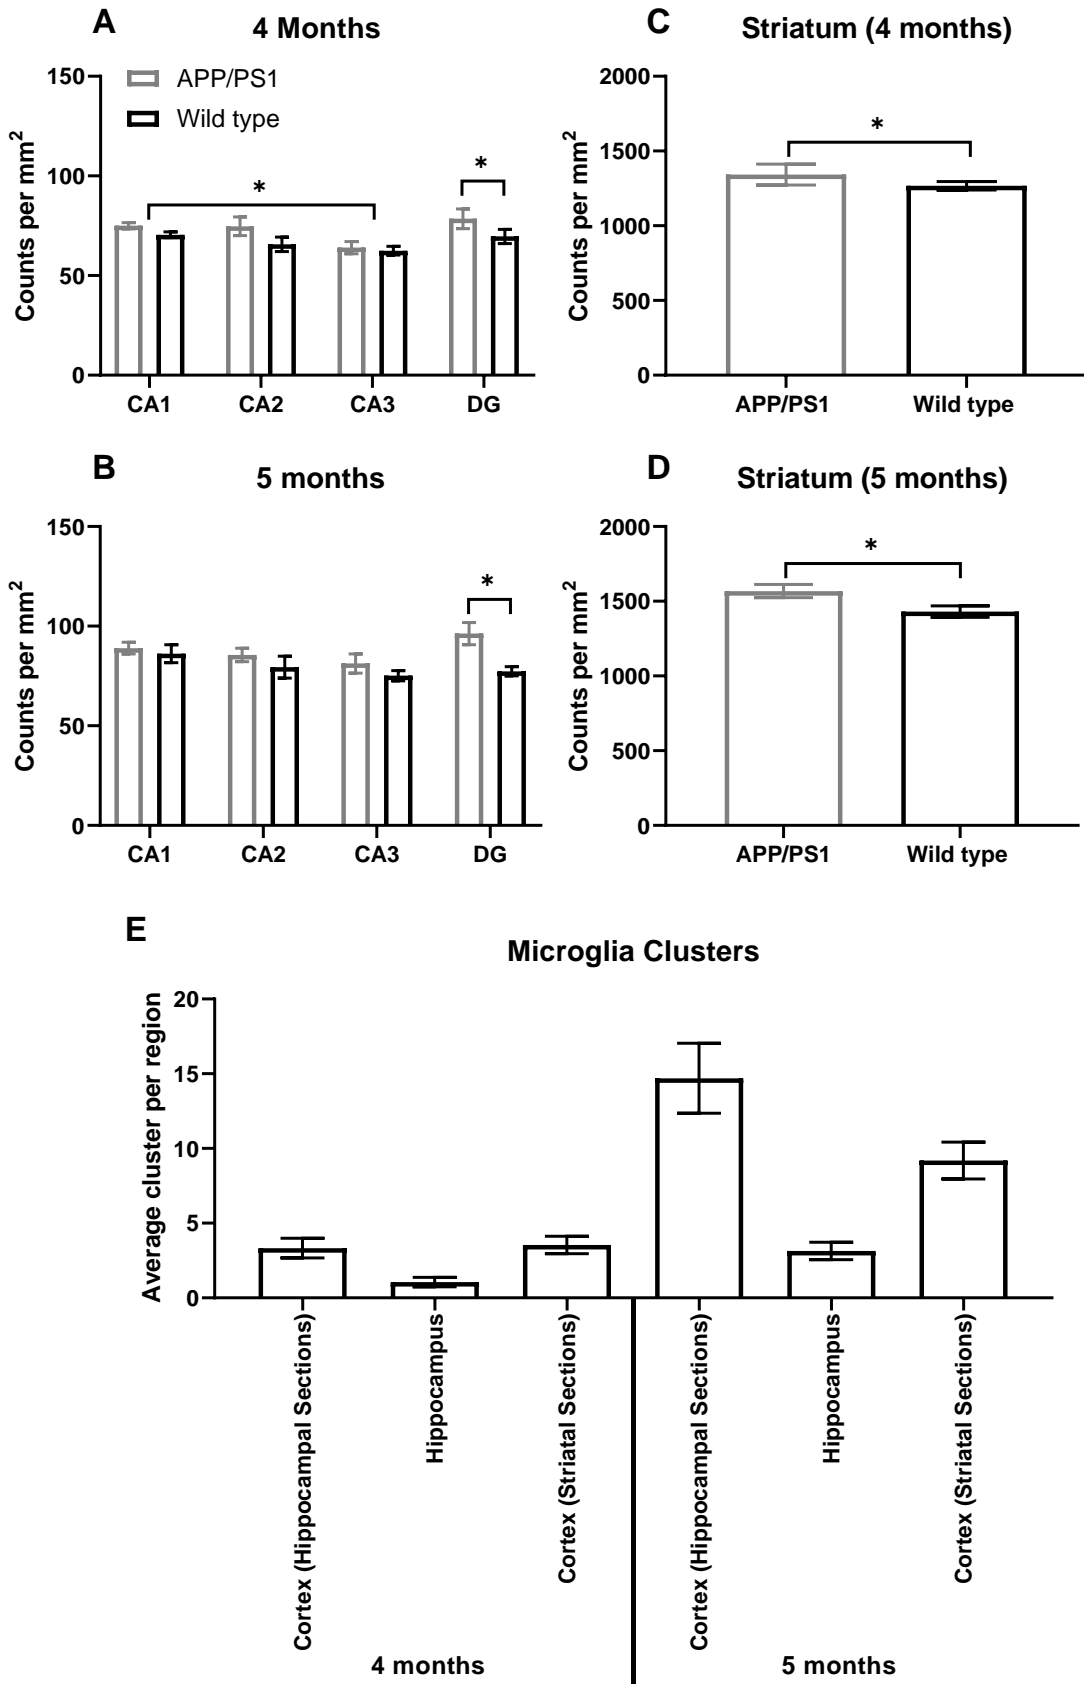 A
4 Months
150
100
50
0
Counts per mm2
APP/PS1
Wild type
*
*
CA1
CA2
CA3
DG
C
Striatum (4 months)
2000
1500
1000
500
0
Counts per mm2
*
APP/PS1
Wild type
B
5 months
150
100
50
0
Counts per mm2
*
CA1
CA2
CA3
DG
D
Striatum (5 months)
2000
1500
1000
500
0
Counts per mm2
*
APP/PS1
Wild type
E
Microglia Clusters
20
15
10
5
0
Average cluster per region
Cortex (Hippocampal Sections)
Hippocampus
Cortex (Striatal Sections)
Cortex (Hippocampal Sections)
Hippocampus
Cortex (Striatal Sections)
4 months
5 months